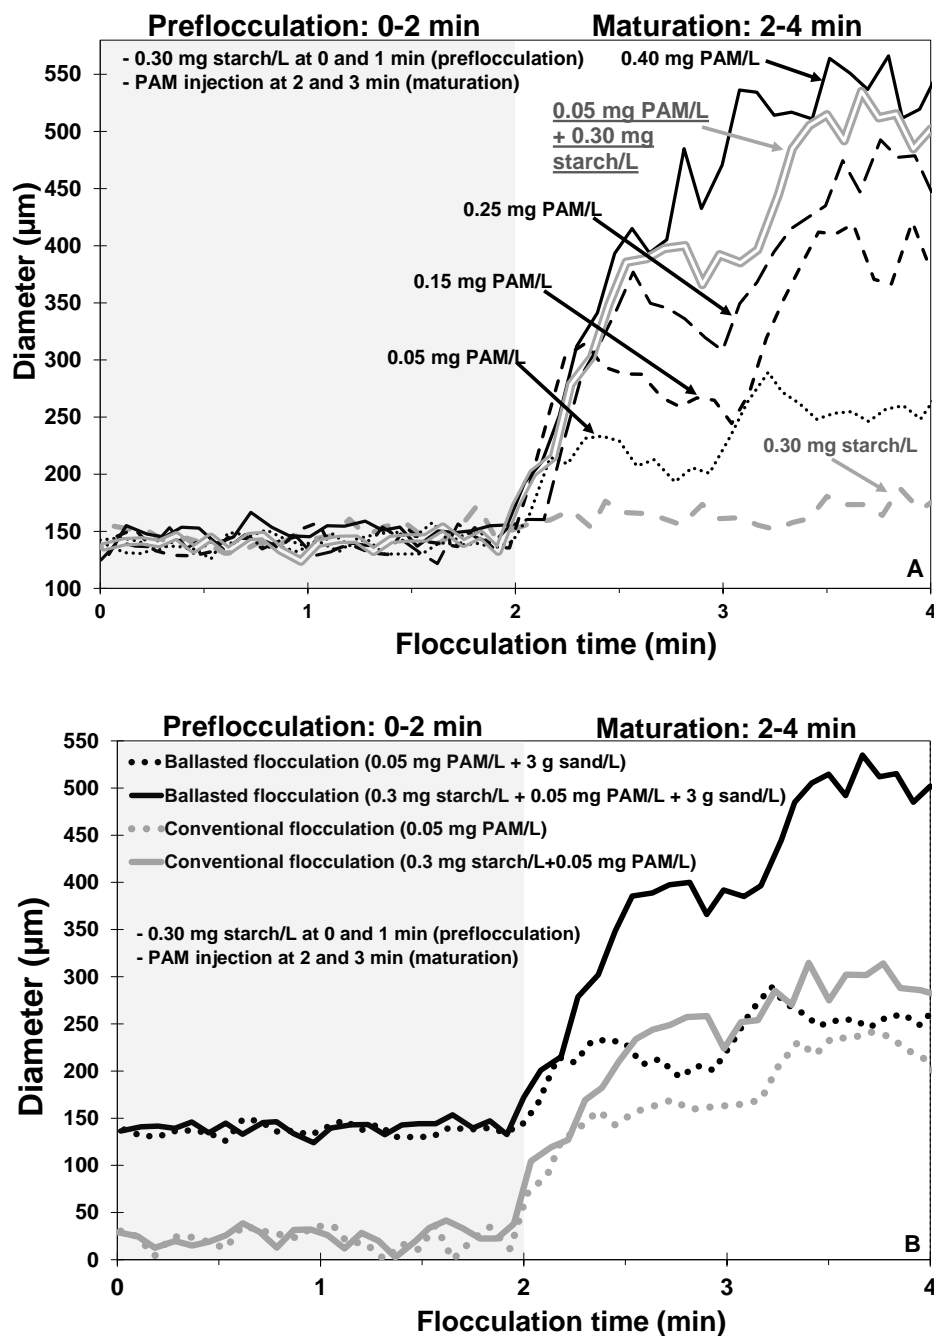 Preflocculation: 0-2 min
Maturation: 2-4 min
- 0.30 mg starch/L at 0 and 1 min (preflocculation)
- PAM injection at 2 and 3 min (maturation)
0.40 mg PAM/L
0.05 mg PAM/L
+ 0.30 mg
starch/L
0.25 mg PAM/L
0.15 mg PAM/L
0.05 mg PAM/L
0.30 mg starch/L
A
Diameter (µm)
550
500
450
400
350
300
250
200
150
100
0
1
2
3
4
Flocculation time (min)
Preflocculation: 0-2 min
Maturation: 2-4 min
Ballasted flocculation (0.05 mg PAM/L + 3 g sand/L)
Ballasted flocculation (0.3 mg starch/L + 0.05 mg PAM/L + 3 g sand/L)
Conventional flocculation (0.05 mg PAM/L)
Conventional flocculation (0.3 mg starch/L+0.05 mg PAM/L)
- 0.30 mg starch/L at 0 and 1 min (preflocculation)
- PAM injection at 2 and 3 min (maturation)
B
Diameter (µm)
550
500
450
400
350
300
250
200
150
100
50
0
0
1
2
3
4
Flocculation time (min)